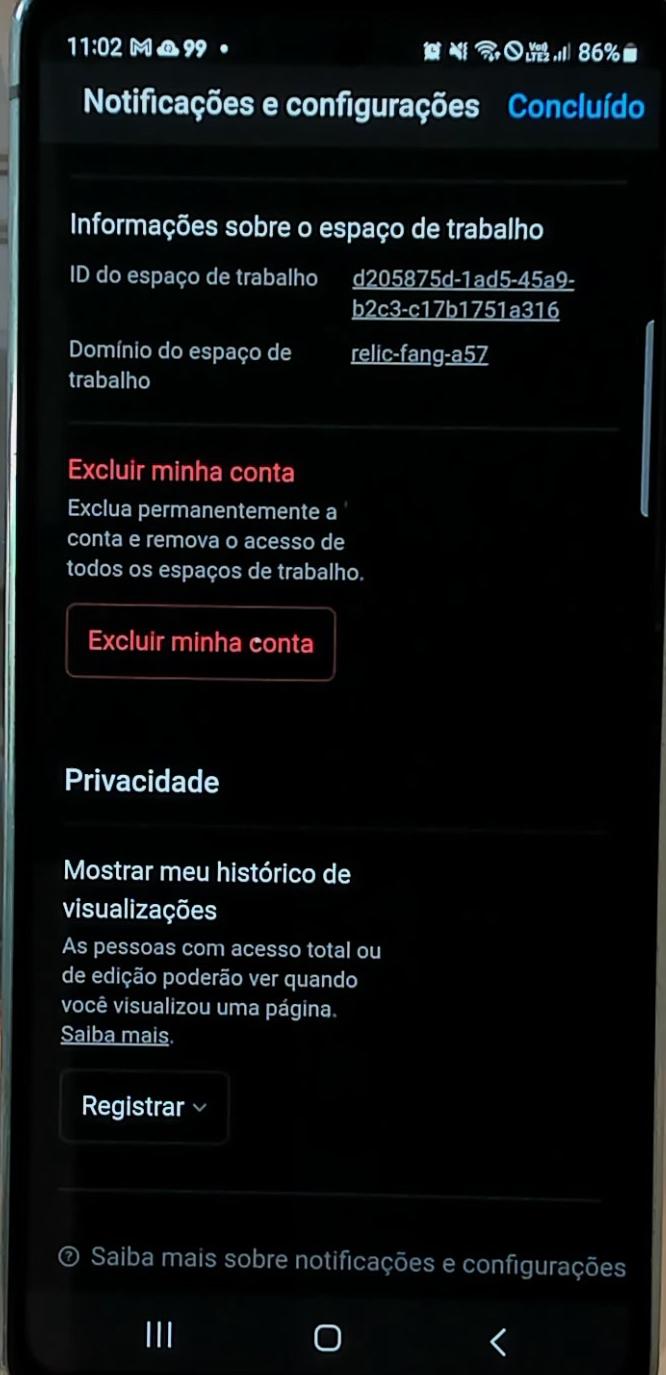 11:02 99 VoJ LTE2 86%
Notificações e configurações Concluído
Informações sobre o espaço de trabalho
ID do espaço de trabalho d205875d-1ad5-45a9-
b2c3-c17b1751a316
Domínio do espaço de relic-fang-a57
trabalho
Excluir minha conta
Exclua permanentemente a
conta e remova o acesso de
todos os espaços de trabalho.
Excluir minha conta
Privacidade
Mostrar meu histórico de
visualizações
As pessoas com acesso total ou
de edição poderão ver quando
você visualizou uma página.
Saiba mais.
Registrar
Saiba mais sobre notificações e configurações